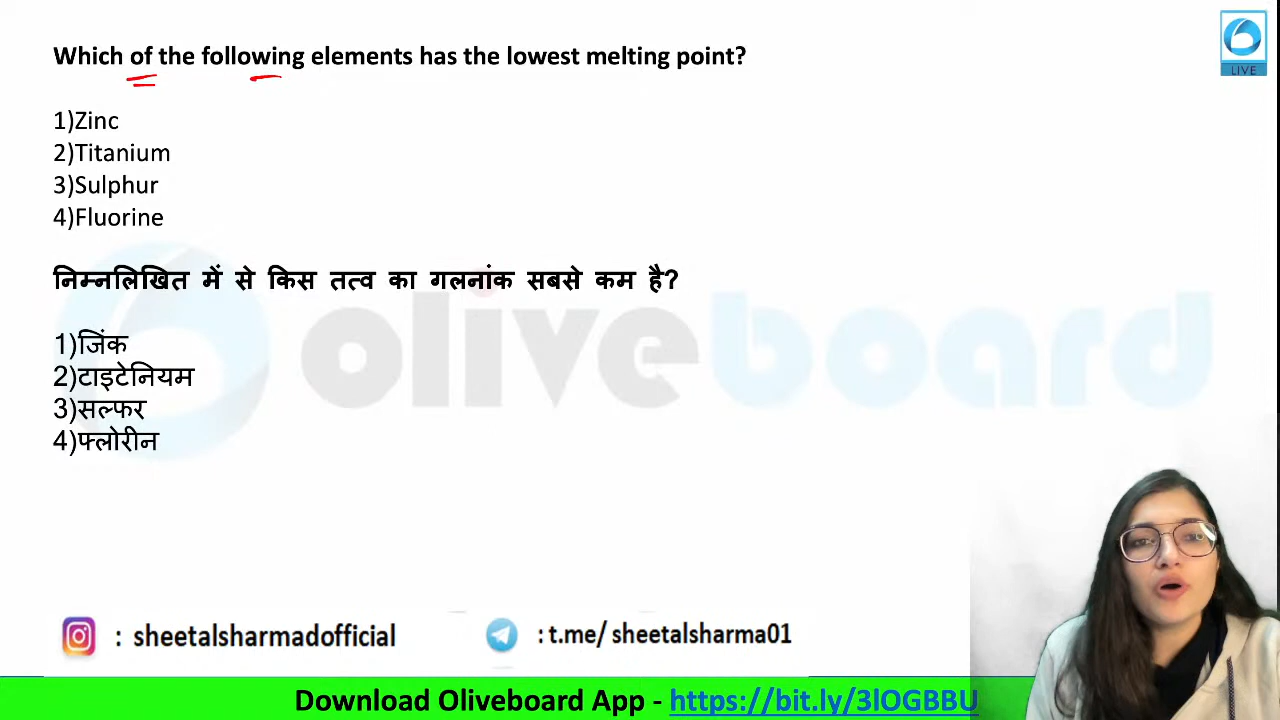 Which of the following elements has the lowest melting point?
LIVE
1)Zinc
2)Titanium
3)Sulphur
4)Fluorine
निम्नलिखित में से किस तत्व का गलनांक सबसे कम है?
oliveboard
1)जिंक
2)टाइटेनियम
3)सल्फर
4)फ्लोरीन
: sheetalsharmadofficial
: t.me/ sheetalsharma01
Download Oliveboard App - https://bit.ly/3lOGBBU